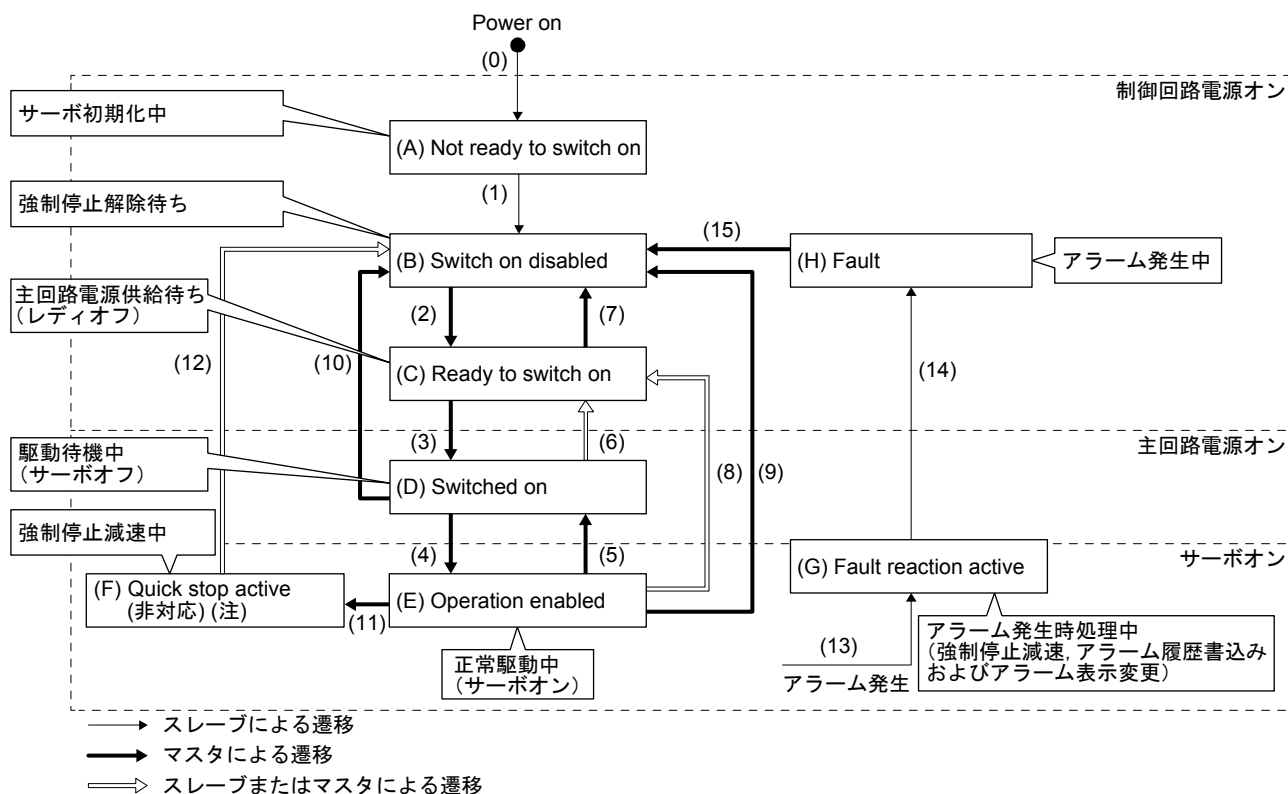 Power on
(0)
制御回路電源オン
サーボ初期化中
(A) Not ready to switch on
(1)
強制停止解除待ち
(15)
(B) Switch on disabled
(H) Fault
アラーム発生中
主回路電源供給待ち
(レディオフ)
(2)
(7)
(12)
(10)
(14)
(C) Ready to switch on
(3)
(6)
主回路電源オン
駆動待機中
(サーボオフ)
(8)
(9)
(D) Switched on
強制停止減速中
(4)
(5)
サーボオン
(G) Fault reaction active
(F) Quick stop active
(非対応) (注)
(11)
(E) Operation enabled
正常駆動中
(サーボオン)
(13)
アラーム発生
アラーム発生時処理中
(強制停止減速, アラーム履歴書込み
およびアラーム表示変更)
スレーブによる遷移
マスタによる遷移
スレーブまたはマスタによる遷移